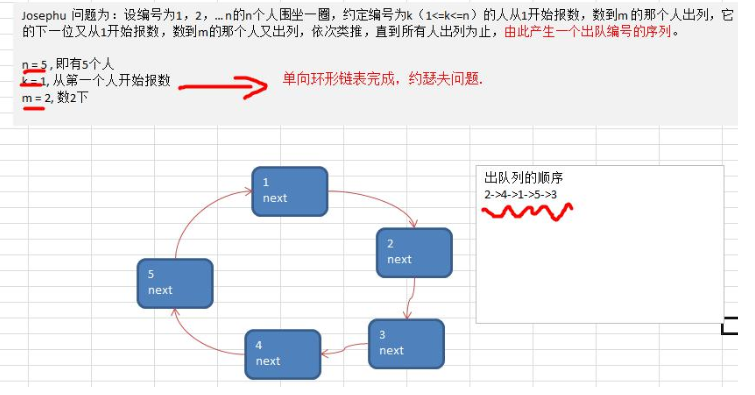 Josephu 问题为：设编号为1，2，… n的n个人围坐一圈，约定编号为k（1<=k<=n）的人从1开始报数，数到m 的那个人出列，它
的下一位又从1开始报数，数到m的那个人又出列，依次类推，直到所有人出列为止，由此产生一个出队编号的序列。
n = 5 , 即有5个人
k = 1, 从第一个人开始报数
m = 2, 数2下
单向环形链表完成，约瑟夫问题.
出队列的顺序
2->4->1->5->3
1
next
2
next
3
next
4
next
5
next